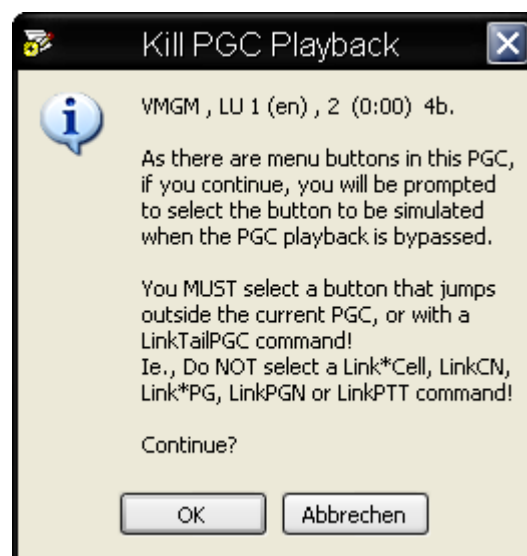 Kill PGC Playback
VMGM , LU 1 (en) , 2 (0:00) 4b.
As there are menu buttons in this PGC,
if you continue, you will be prompted
to select the button to be simulated
when the PGC playback is bypassed.
You MUST select a button that jumps
outside the current PGC, or with a
LinkTailPGC command!
Ie., Do NOT select a Link*Cell, LinkCN,
Link*PG, LinkPGN or LinkPTT command!
Continue?
OK
Abbrechen